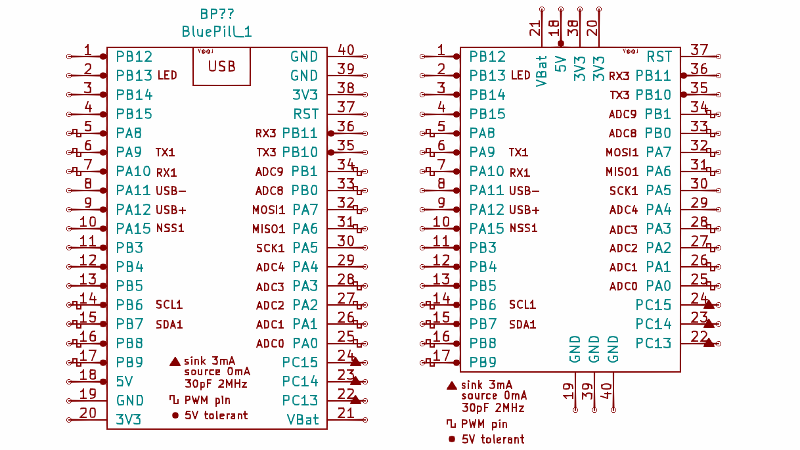 BP??
BluePill_1
USB
1 PB12 GND 40
2 PB13 LED GND 39
3 PB14 3V3 38
4 PB15 RST 37
5 PA8 RX3 PB11 36
6 PA9 TX1 TX3 PB10 35
7 PA10 RX1 ADC9 PB1 34
8 PA11 USB- ADC8 PB0 33
9 PA12 USB+ MOSI1 PA7 32
10 PA15 NSS1 MISO1 PA6 31
11 PB3 SCK1 PA5 30
12 PB4 ADC4 PA4 29
13 PB5 ADC3 PA3 28
14 PB6 SCL1 ADC2 PA2 27
15 PB7 SDA1 ADC1 PA1 26
16 PB8 ADC0 PA0 25
17 PB9 PC15 24
18 5V PC14 23
19 GND PC13 22
20 3V3 VBat 21
sink 3mA
source 0mA
30pF 2MHz
PWM pin
5V tolerant
21 18 38 20
VBat 5V 3V3 3V3
1 PB12 RST 37
2 PB13 LED RX3 PB11 36
3 PB14 TX3 PB10 35
4 PB15 ADC9 PB1 34
5 PA8 ADC8 PB0 33
6 PA9 TX1 MOSI1 PA7 32
7 PA10 RX1 MISO1 PA6 31
8 PA11 USB- SCK1 PA5 30
9 PA12 USB+ ADC4 PA4 29
10 PA15 NSS1 ADC3 PA3 28
11 PB3 ADC2 PA2 27
12 PB4 ADC1 PA1 26
13 PB5 ADC0 PA0 25
14 PB6 SCL1 PC15 24
15 PB7 SDA1 PC14 23
16 PB8 PC13 22
17 PB9
GND GND GND
19 39 40
sink 3mA
source 0mA
30pF 2MHz
PWM pin
5V tolerant